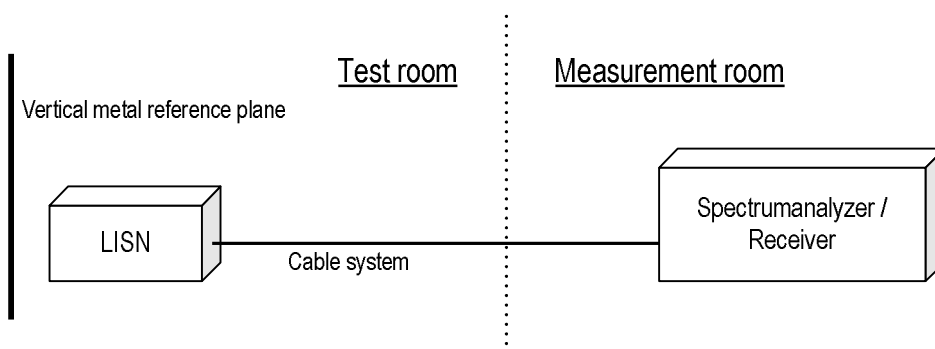 Test room
Measurement room
Vertical metal reference plane
LISN
Cable system
Spectrumanalyzer /
Receiver